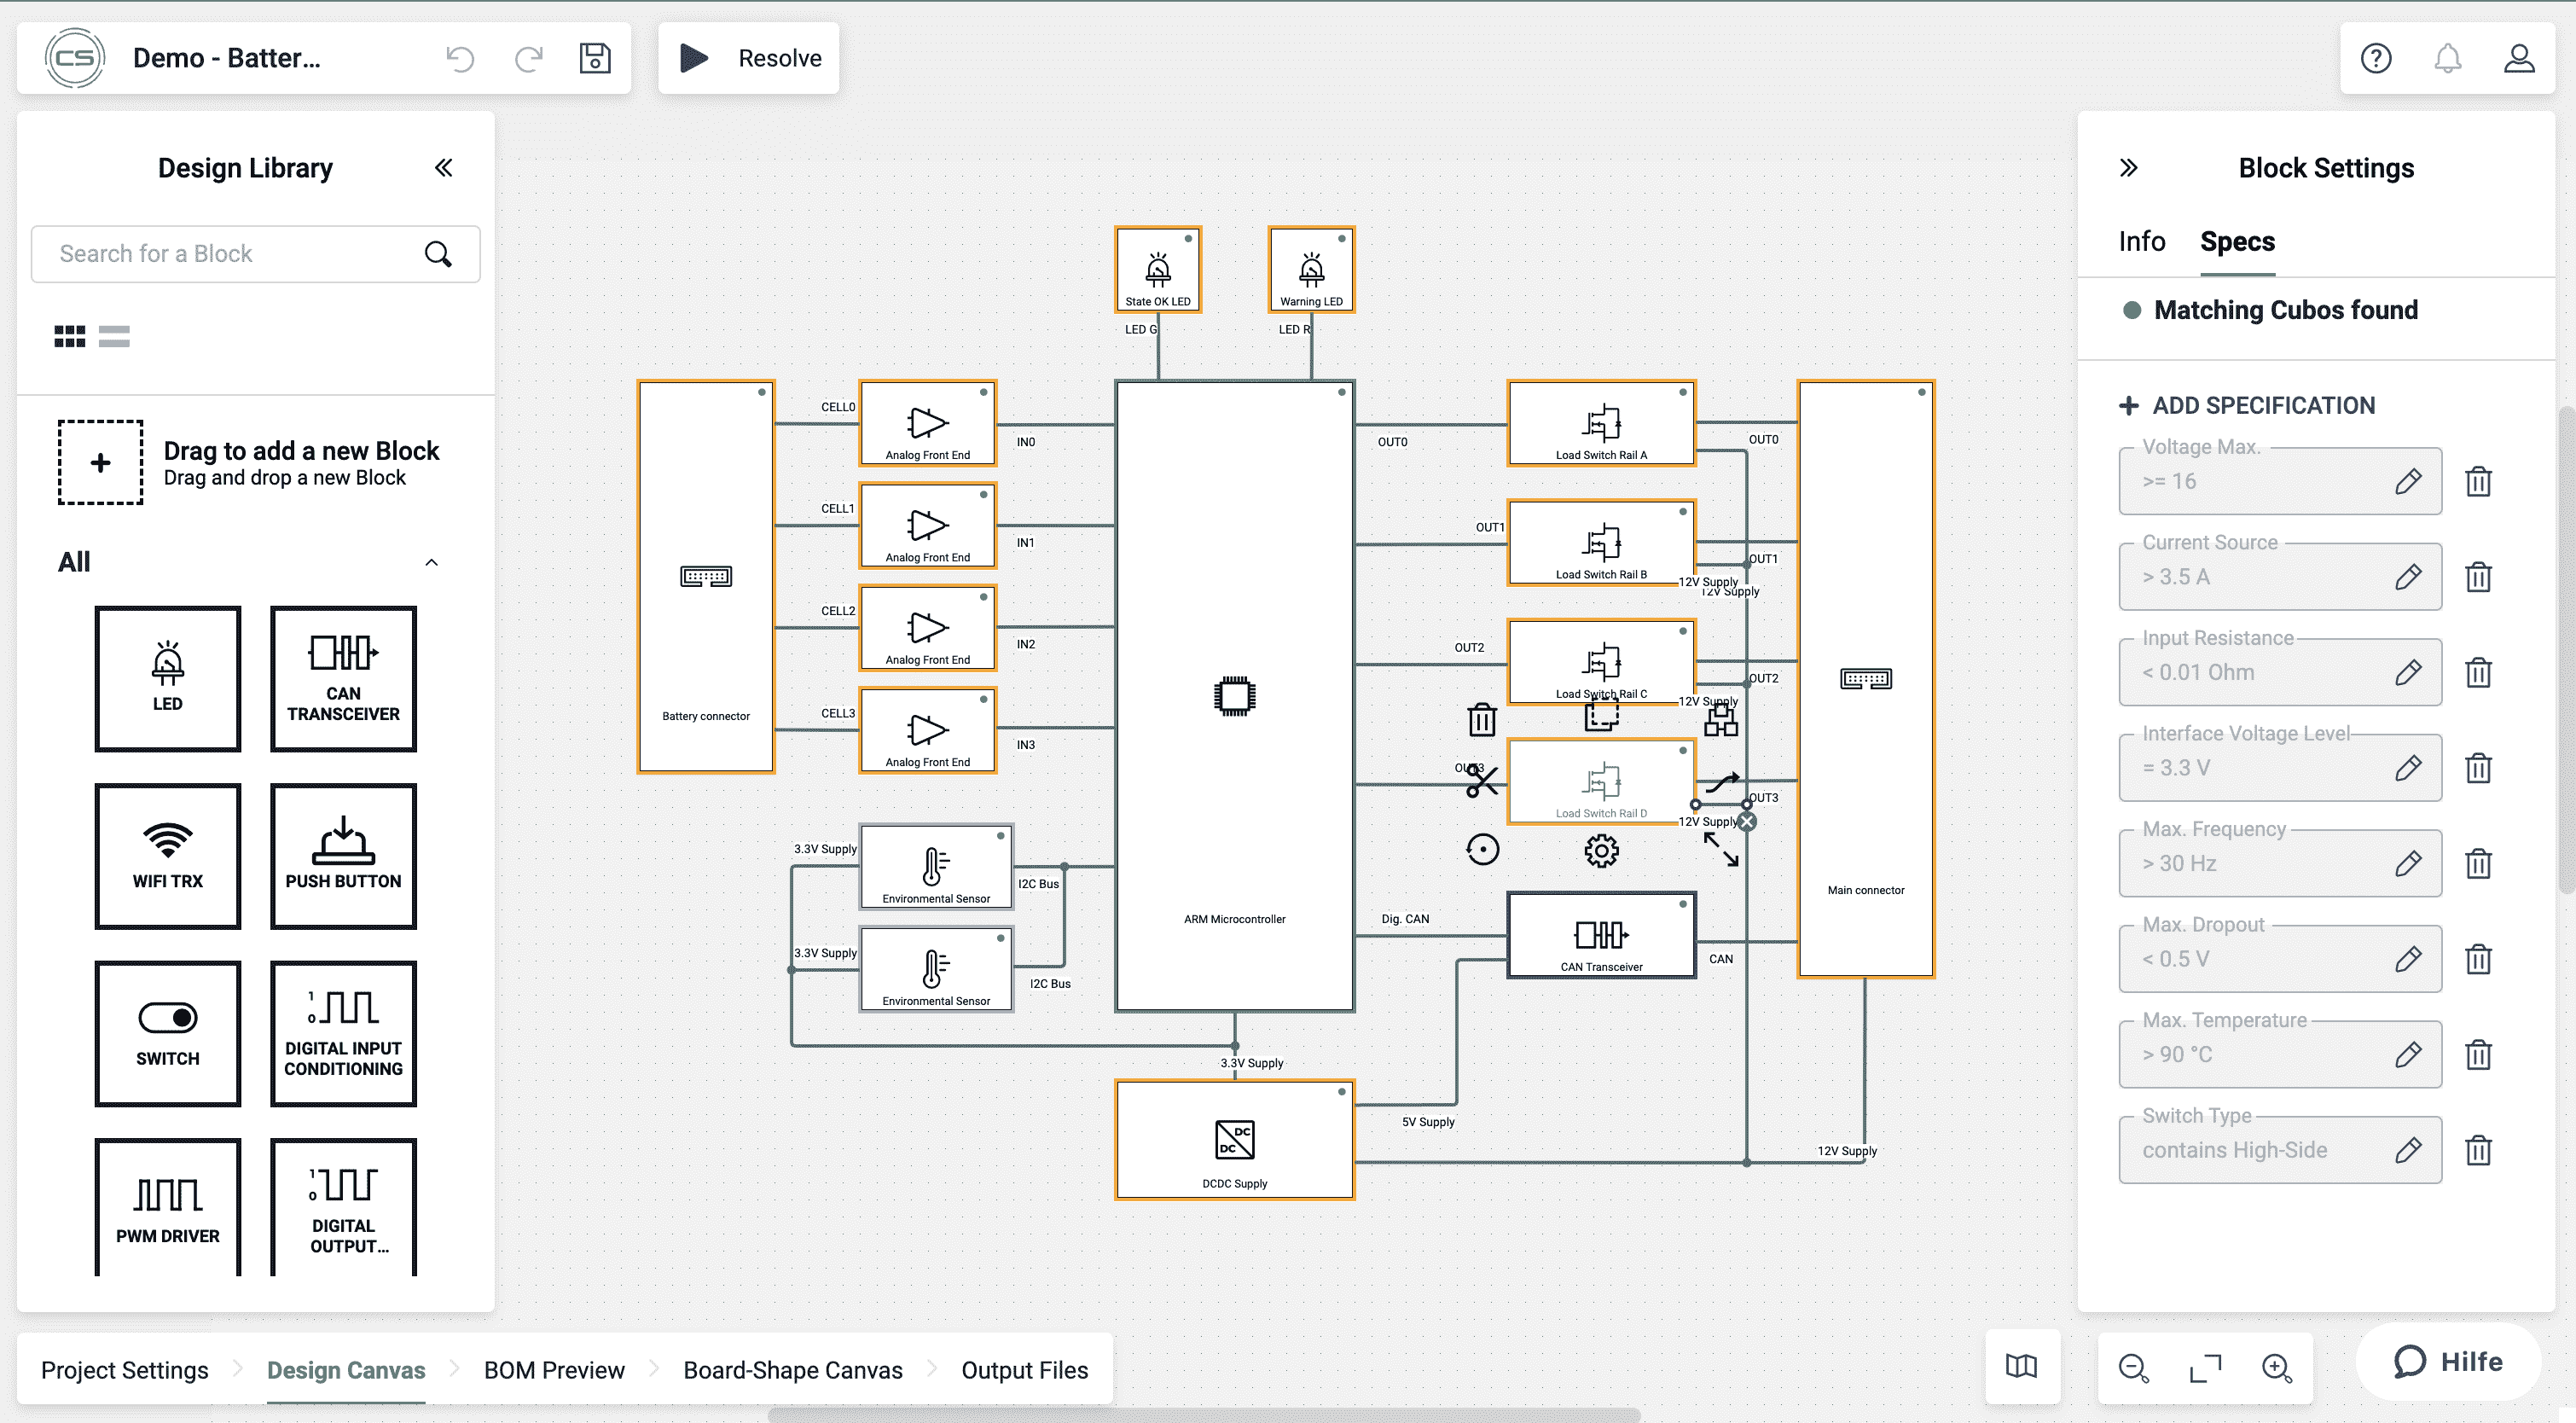 CS
Demo - Batter...
Resolve
Design Library
Search for a Block
Drag to add a new Block
Drag and drop a new Block
All
LED
CAN
TRANSCEIVER
WIFI TRX
PUSH BUTTON
SWITCH
DIGITAL INPUT
CONDITIONING
PWM DRIVER
DIGITAL
OUTPUT...
State OK LED
Warning LED
LED G
LED R
Battery connector
CELL0
Analog Front End
IN0
CELL1
Analog Front End
IN1
CELL2
Analog Front End
IN2
CELL3
Analog Front End
IN3
3.3V Supply
Environmental Sensor
I2C Bus
3.3V Supply
Environmental Sensor
I2C Bus
ARM Microcontroller
3.3V Supply
DC
DC
DCDC Supply
OUT0
Load Switch Rail A
OUT0
OUT1
Load Switch Rail B
OUT1
12V Supply
12V Supply
OUT2
Load Switch Rail C
OUT2
12V Supply
OUT3
Load Switch Rail D
OUT3
12V Supply
Dig. CAN
CAN Transceiver
CAN
Main connector
5V Supply
12V Supply
Block Settings
Info
Specs
Matching Cubos found
ADD SPECIFICATION
Voltage Max.
>= 16
Current Source
> 3.5 A
Input Resistance
< 0.01 Ohm
Interface Voltage Level
= 3.3 V
Max. Frequency
> 30 Hz
Max. Dropout
< 0.5 V
Max. Temperature
> 90 °C
Switch Type
contains High-Side
Project Settings
Design Canvas
BOM Preview
Board-Shape Canvas
Output Files
Hilfe